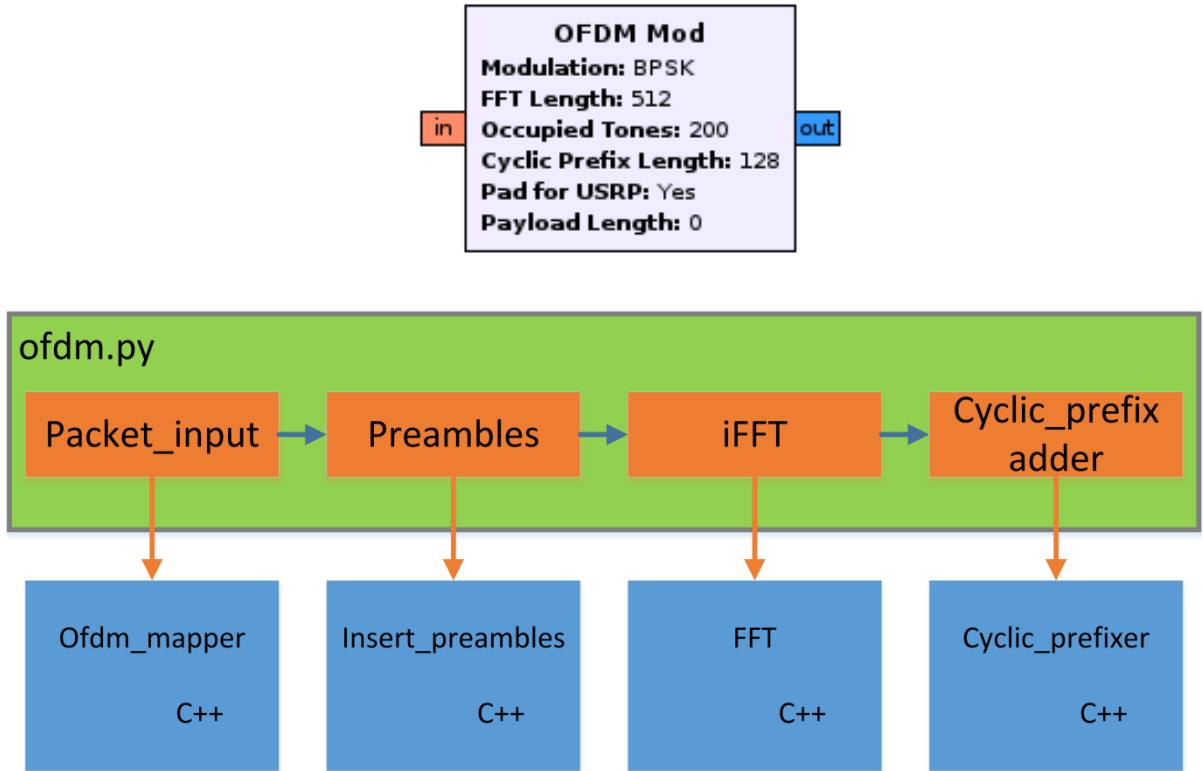 OFDM Mod
Modulation: BPSK
FFT Length: 512
in
Occupied Tones: 200
out
Cyclic Prefix Length: 128
Pad for USRP: Yes
Payload Length: 0
ofdm.py
Packet_input
Preambles
iFFT
Cyclic_prefix
adder
Ofdm_mapper
C++
Insert_preambles
C++
FFT
C++
Cyclic_prefixer
C++